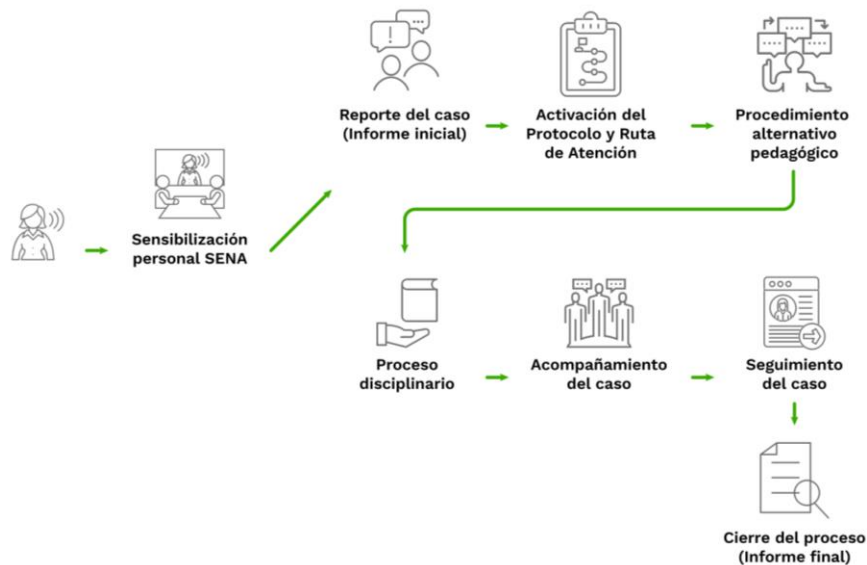 Reporte del caso
(Informe inicial)
Activación del
Protocolo y Ruta
de Atención
Procedimiento
alternativo
pedagógico
Sensibilización
personal SENA
Proceso
disciplinario
Acompañamiento
del caso
Seguimiento
del caso
Cierre del proceso
(Informe final)